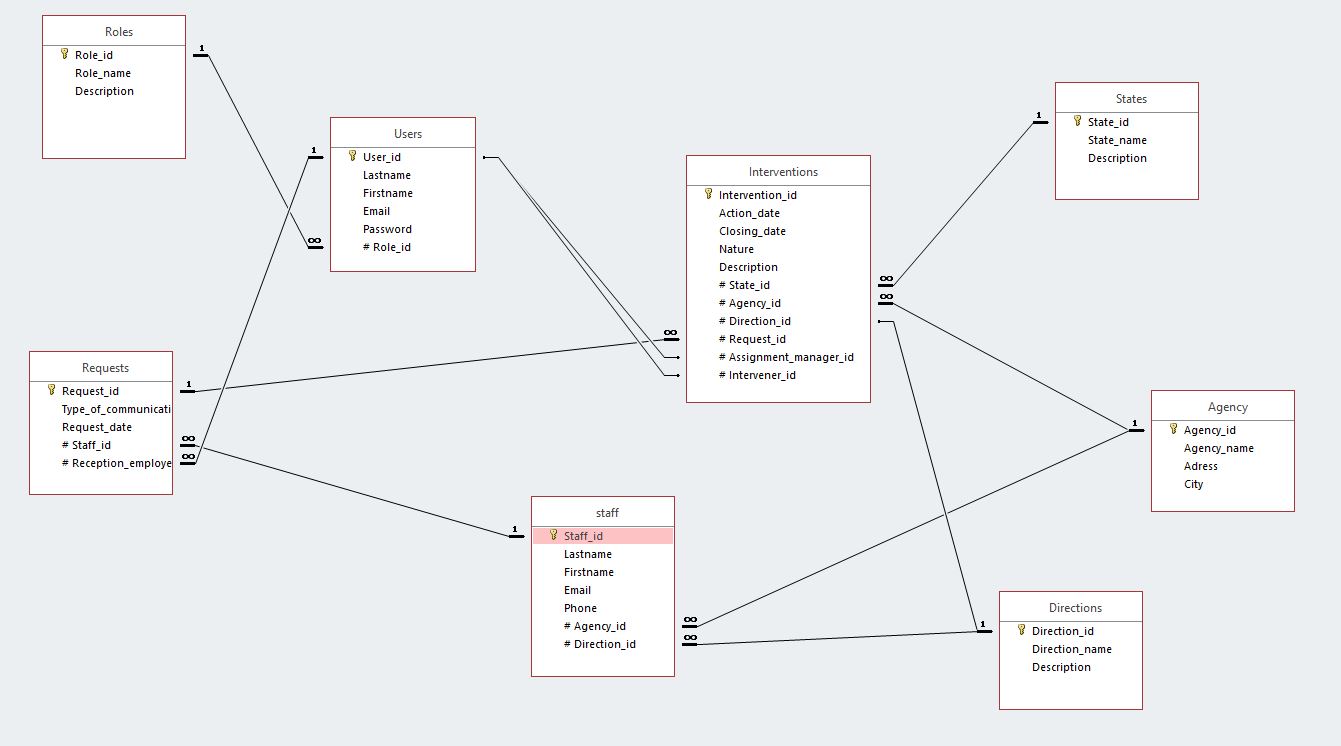 Roles
Role_id
Role_name
Description
1
∞
Users
User_id
Lastname
Firstname
Email
Password
# Role_id
1
Interventions
Intervention_id
Action_date
Closing_date
Nature
Description
# State_id
# Agency_id
# Direction_id
# Request_id
# Assignment_manager_id
# Intervener_id
∞
∞
∞
States
State_id
State_name
Description
1
Requests
Request_id
Type_of_communicati
Request_date
# Staff_id
# Reception_employe
1
∞
∞
Agency
Agency_id
Agency_name
Adress
City
1
staff
Staff_id
Lastname
Firstname
Email
Phone
# Agency_id
# Direction_id
1
∞
∞
Directions
Direction_id
Direction_name
Description
1